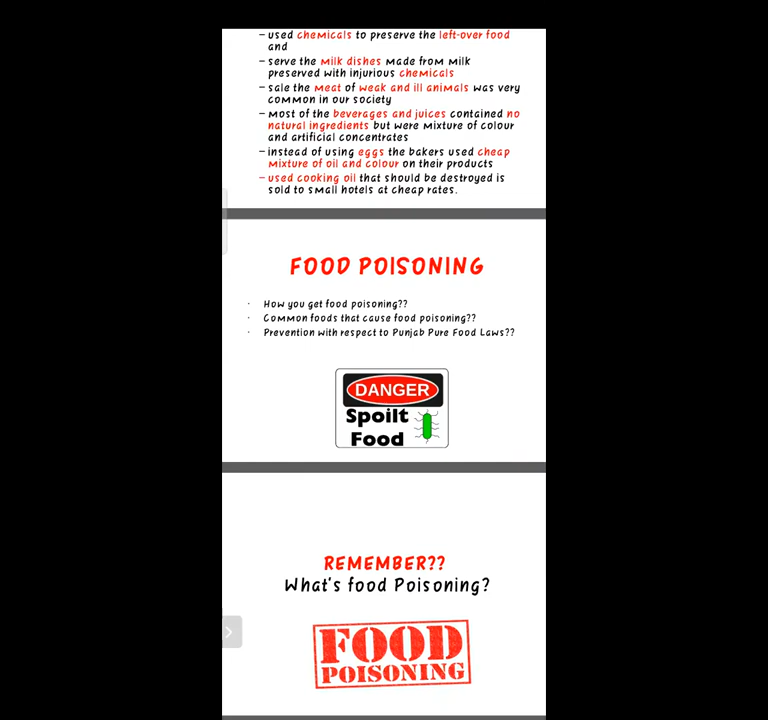 – used chemicals to preserve the left-over food
and
– serve the milk dishes made from milk
preserved with injurious chemicals
– sale the meat of weak and ill animals was very
common in our society
– most of the beverages and juices contained no
natural ingredients but were mixture of colour
and artificial concentrates
– instead of using eggs the bakers used cheap
mixture of oil and colour on their products
– used cooking oil that should be destroyed is
sold to small hotels at cheap rates.
FOOD POISONING
· How you get food poisoning??
· Common foods that cause food poisoning??
· Prevention with respect to Punjab Pure Food Laws??
DANGER
Spoilt
Food
REMEMBER??
What's food Poisoning?
FOOD
POISONING